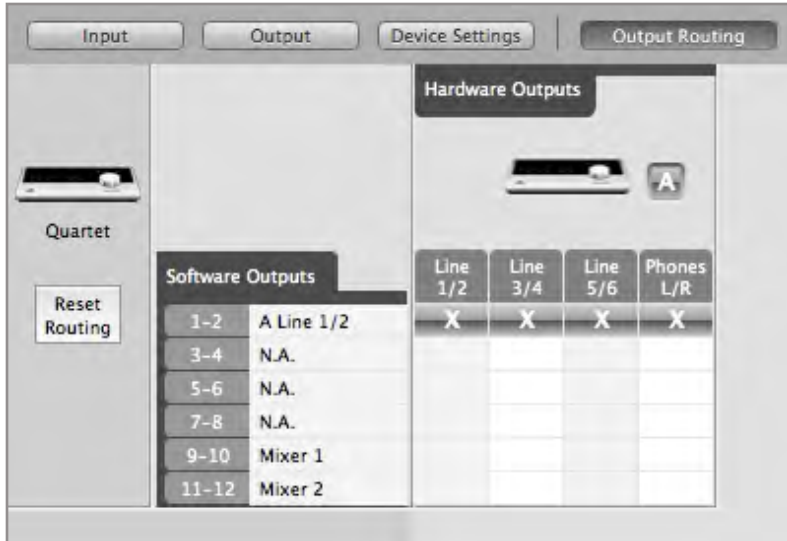 Input Output Device Settings Output Routing
Hardware Outputs
A
Quartet
Reset
Routing
Software Outputs
Line 1/2 Line 3/4 Line 5/6 Phones L/R
1-2 A Line 1/2 X X X X
3-4 N.A.
5-6 N.A.
7-8 N.A.
9-10 Mixer 1
11-12 Mixer 2